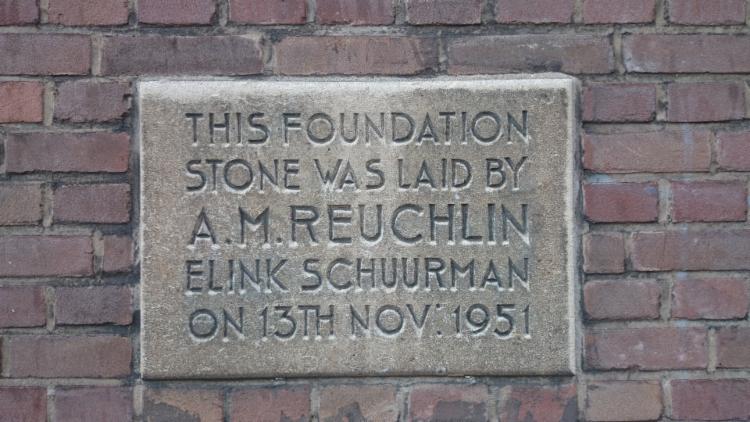 THIS FOUNDATION
STONE WAS LAID BY
A.M. REUCHLIN
ELINK SCHUURMAN
ON 13TH NOV: 1951